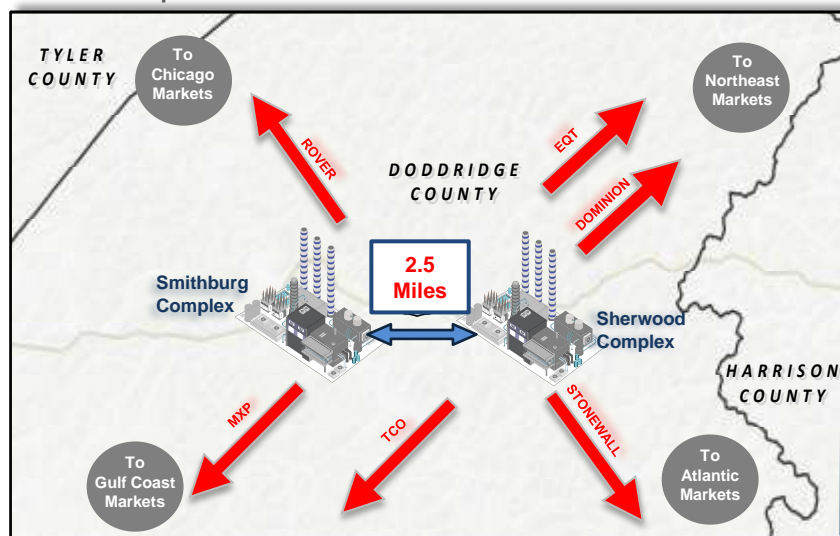 TYLER
COUNTY
To
Chicago
Markets
To
Northeast
Markets
ROVER
EQT
DOMINION
DODDRIDGE
COUNTY
2.5
Miles
Smithburg
Complex
Sherwood
Complex
HARRISON
COUNTY
MXP
TCO
STONEWALL
To
Gulf Coast
Markets
To
Atlantic
Markets